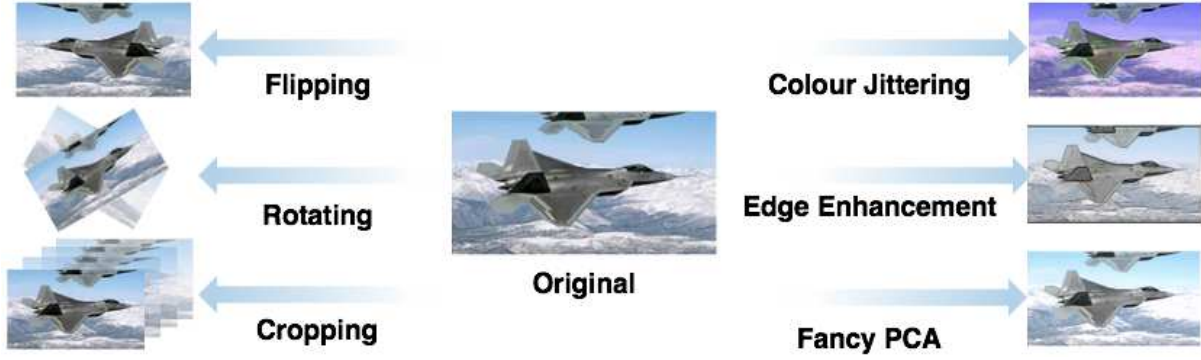 Flipping
Colour Jittering
Rotating
Edge Enhancement
Original
Cropping
Fancy PCA